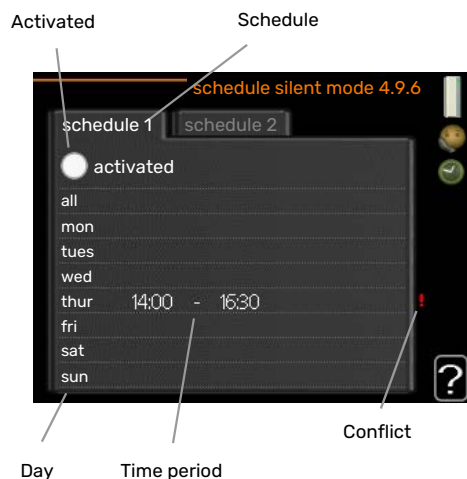 Activated
Schedule
schedule silent mode 4.9.6
schedule 1 schedule 2
activated
all
mon
tues
wed
thur 14:00 - 16:30
fri
sat
sun
!
?
Conflict
Day Time period